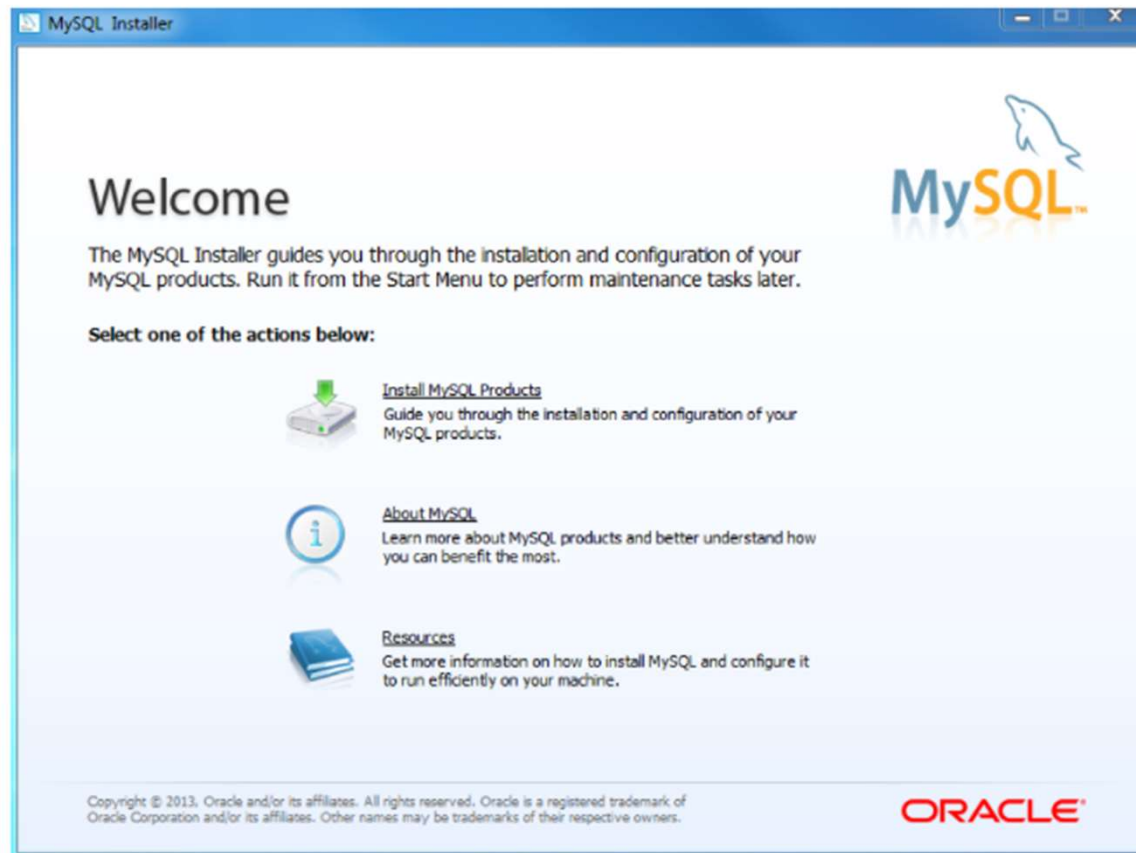 MySQL Installer
MySQL™
Welcome
The MySQL Installer guides you through the installation and configuration of your
MySQL products. Run it from the Start Menu to perform maintenance tasks later.
Select one of the actions below:
Install MySQL Products
Guide you through the installation and configuration of your
MySQL products.
About MySQL
Learn more about MySQL products and better understand how
you can benefit the most.
Resources
Get more information on how to install MySQL and configure it
to run efficiently on your machine.
Copyright © 2013, Oracle and/or its affiliates. All rights reserved. Oracle is a registered trademark of
Oracle Corporation and/or its affiliates. Other names may be trademarks of their respective owners.
ORACLE®